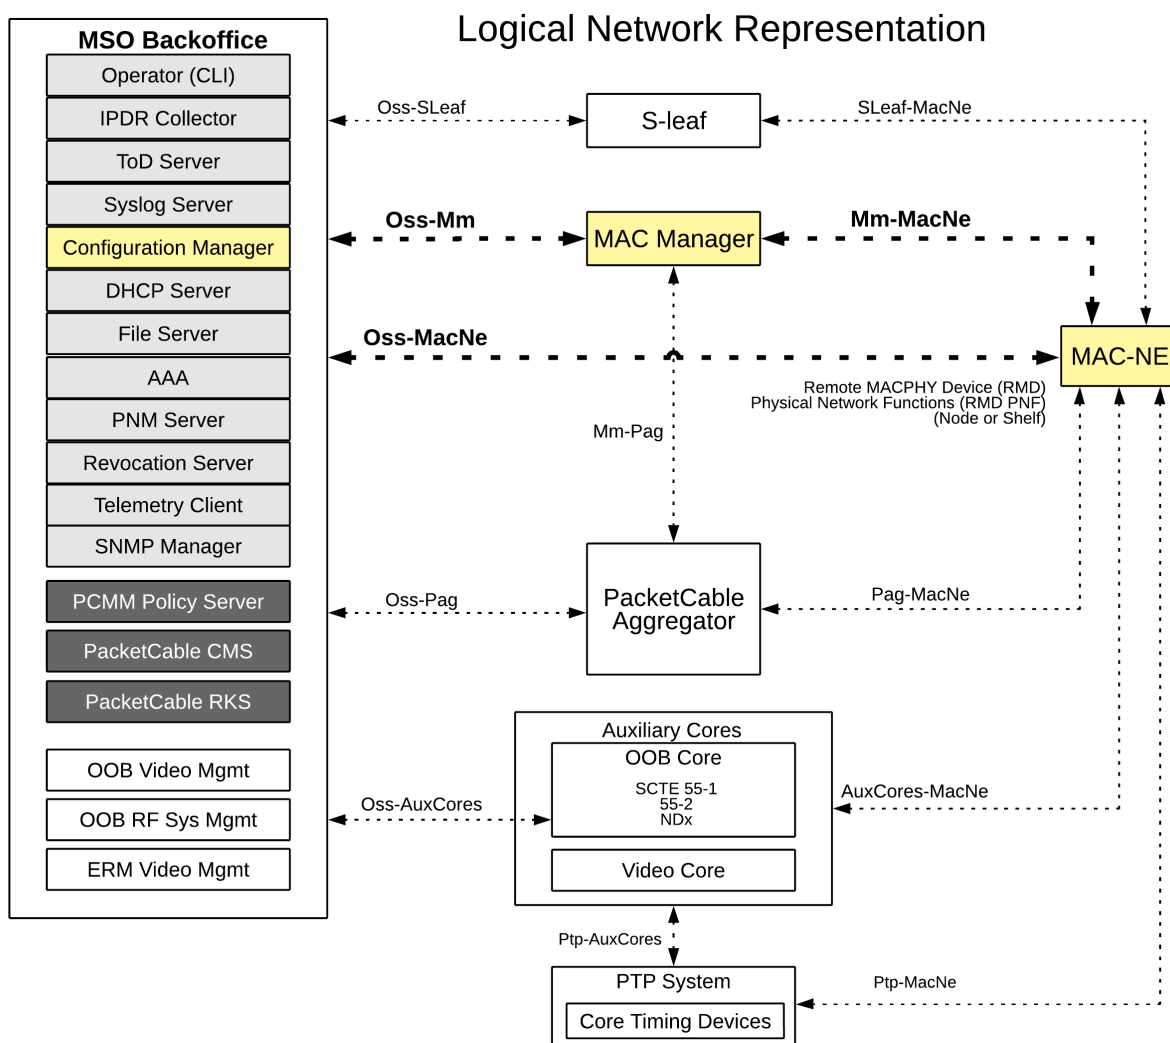 Logical Network Representation
MSO Backoffice
Operator (CLI)
IPDR Collector
ToD Server
Syslog Server
Configuration Manager
DHCP Server
File Server
AAA
PNM Server
Revocation Server
Telemetry Client
SNMP Manager
PCMM Policy Server
PacketCable CMS
PacketCable RKS
OOB Video Mgmt
OOB RF Sys Mgmt
ERM Video Mgmt
Oss-SLeaf
S-leaf
SLeaf-MacNe
Oss-Mm
MAC Manager
Mm-MacNe
Oss-MacNe
MAC-NE
Remote MACPHY Device (RMD)
Physical Network Functions (RMD PNF)
(Node or Shelf)
Mm-Pag
Oss-Pag
PacketCable
Aggregator
Pag-MacNe
Auxiliary Cores
OOB Core
SCTE 55-1
55-2
NDx
Video Core
Oss-AuxCores
AuxCores-MacNe
Ptp-AuxCores
PTP System
Core Timing Devices
Ptp-MacNe